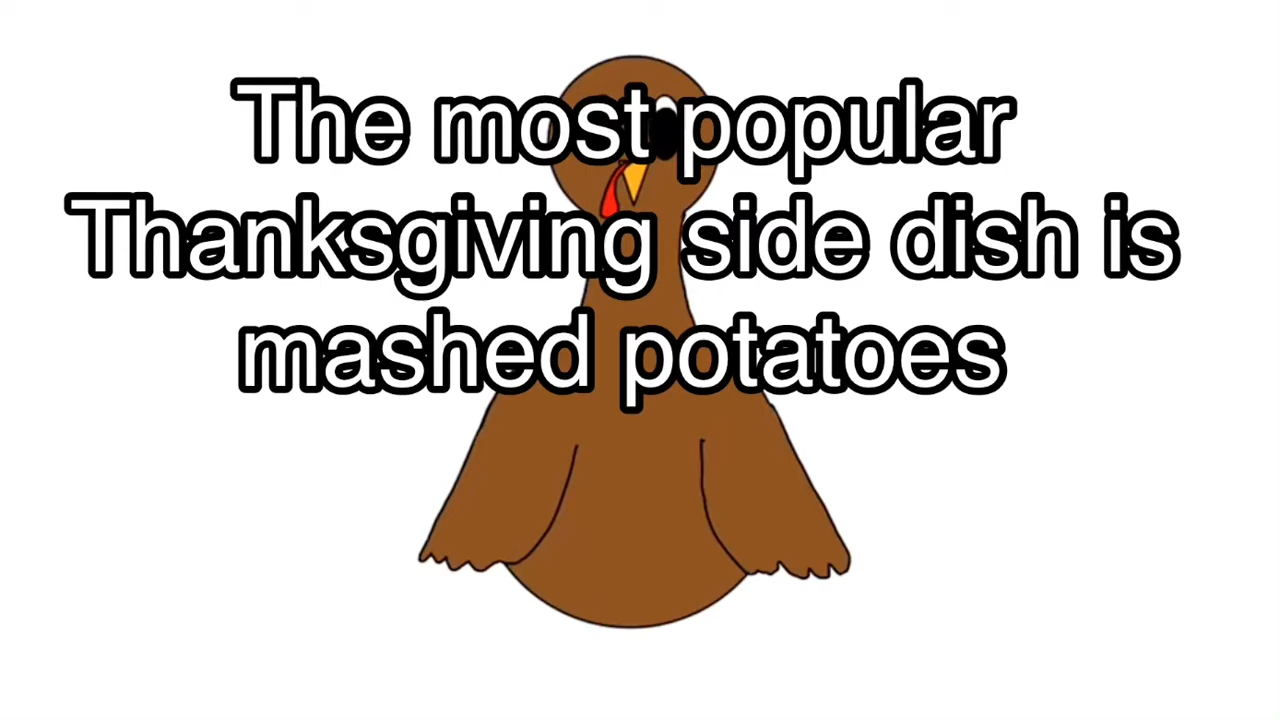 The most popular
Thanksgiving side dish is
mashed potatoes